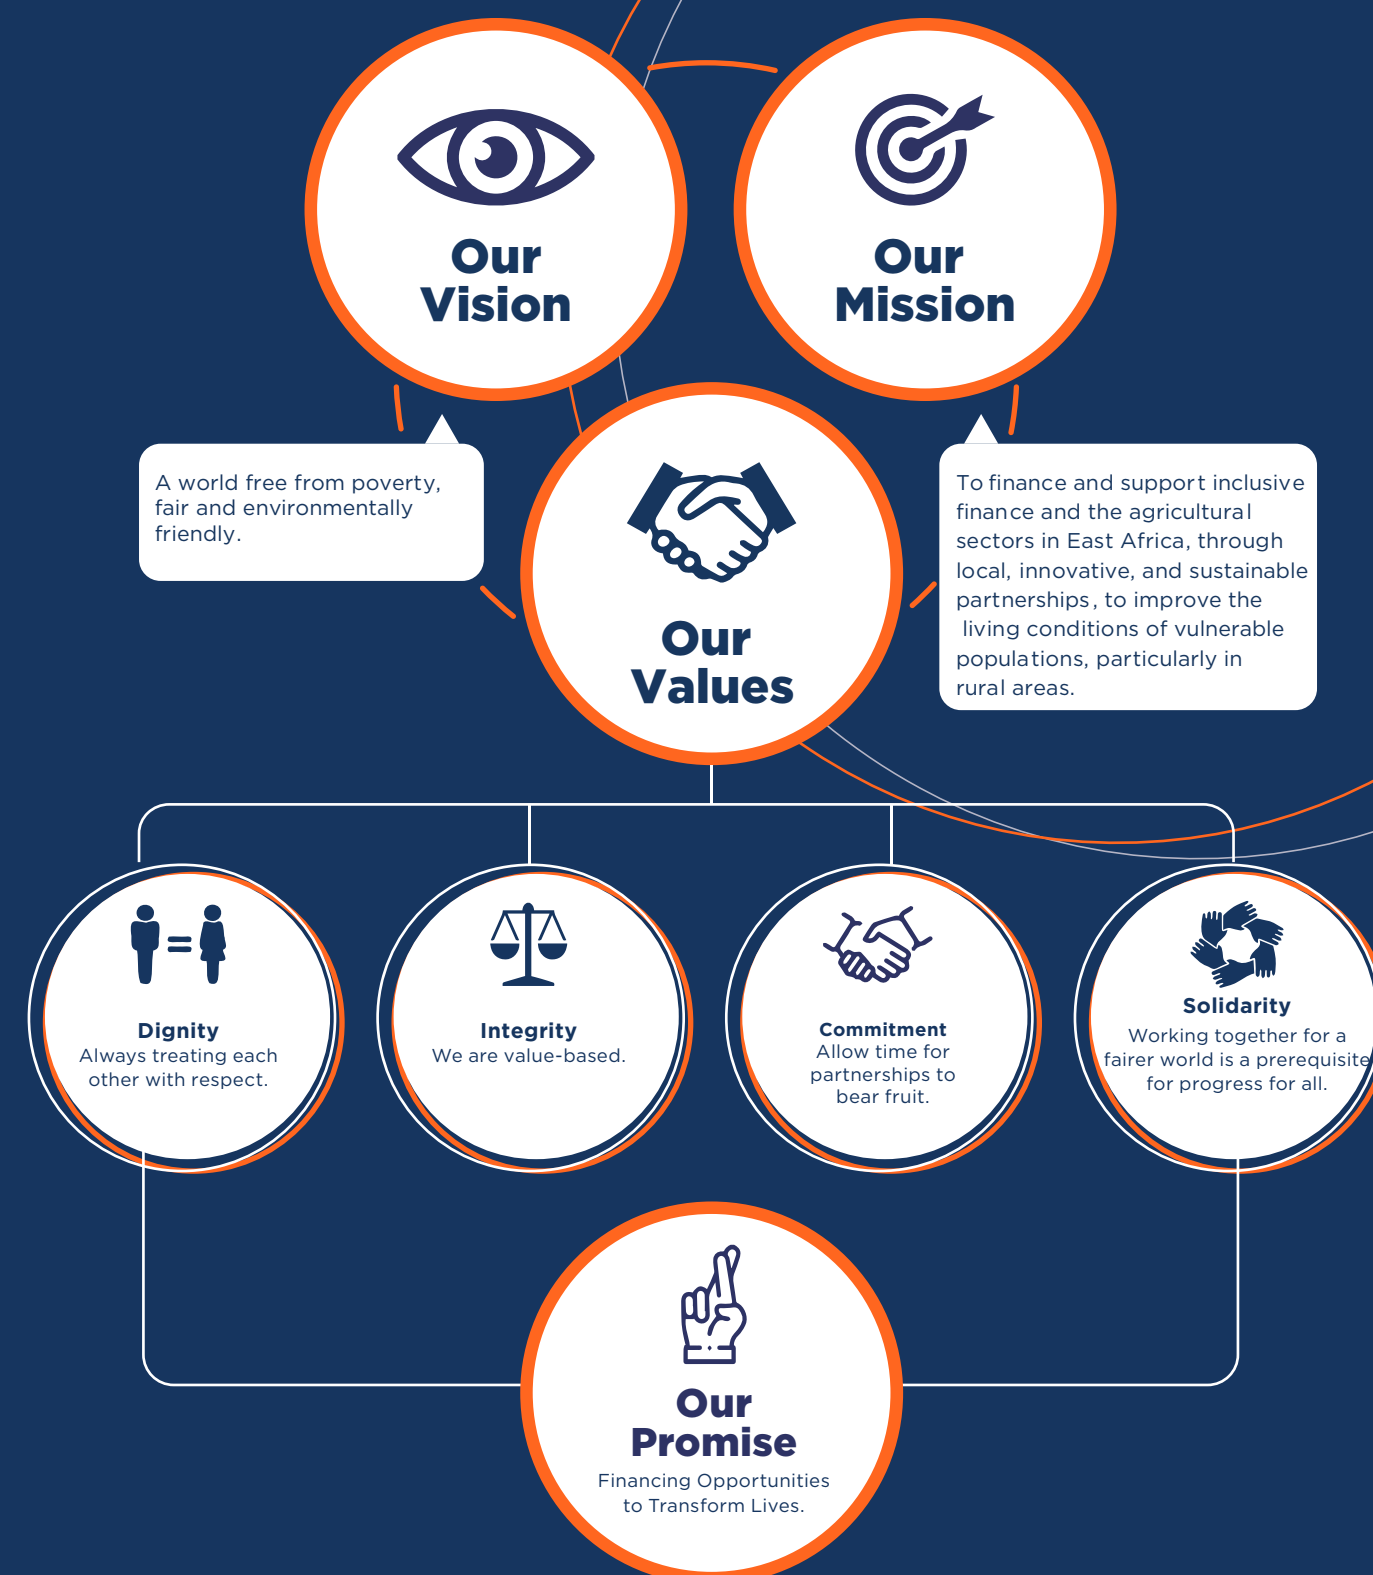 Our
Vision
Our
Mission
A world free from poverty,
fair and environmentally
friendly.
To finance and support inclusive
finance and the agricultural
sectors in East Africa, through
local, innovative, and sustainable
partnerships, to improve the
living conditions of vulnerable
populations, particularly in
rural areas.
Our
Values
Dignity
Always treating each
other with respect.
Integrity
We are value-based.
Commitment
Allow time for
partnerships to
bear fruit.
Solidarity
Working together for a
fairer world is a prerequisite
for progress for all.
Our
Promise
Financing Opportunities
to Transform Lives.